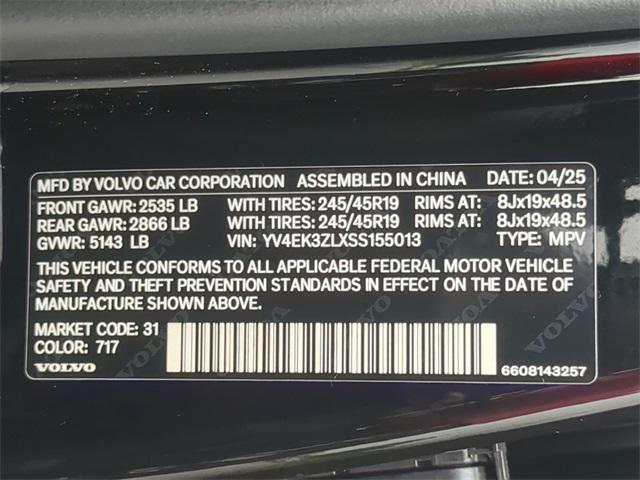 MFD BY VOLVO CAR CORPORATION ASSEMBLED IN CHINA DATE: 04/25
FRONT GAWR: 2535 LB WITH TIRES: 245/45R19 RIMS AT: 8Jx19x48.5
REAR GAWR: 2866 LB WITH TIRES: 245/45R19 RIMS AT: 8Jx19x48.5
GVWR: 5143 LB VIN: YV4EK3ZLXSS155013 TYPE: MPV
THIS VEHICLE CONFORMS TO ALL APPLICABLE FEDERAL MOTOR VEHICLE
SAFETY AND THEFT PREVENTION STANDARDS IN EFFECT ON THE DATE OF
MANUFACTURE SHOWN ABOVE.
MARKET CODE: 31
COLOR: 717
VOLVO 6608143257